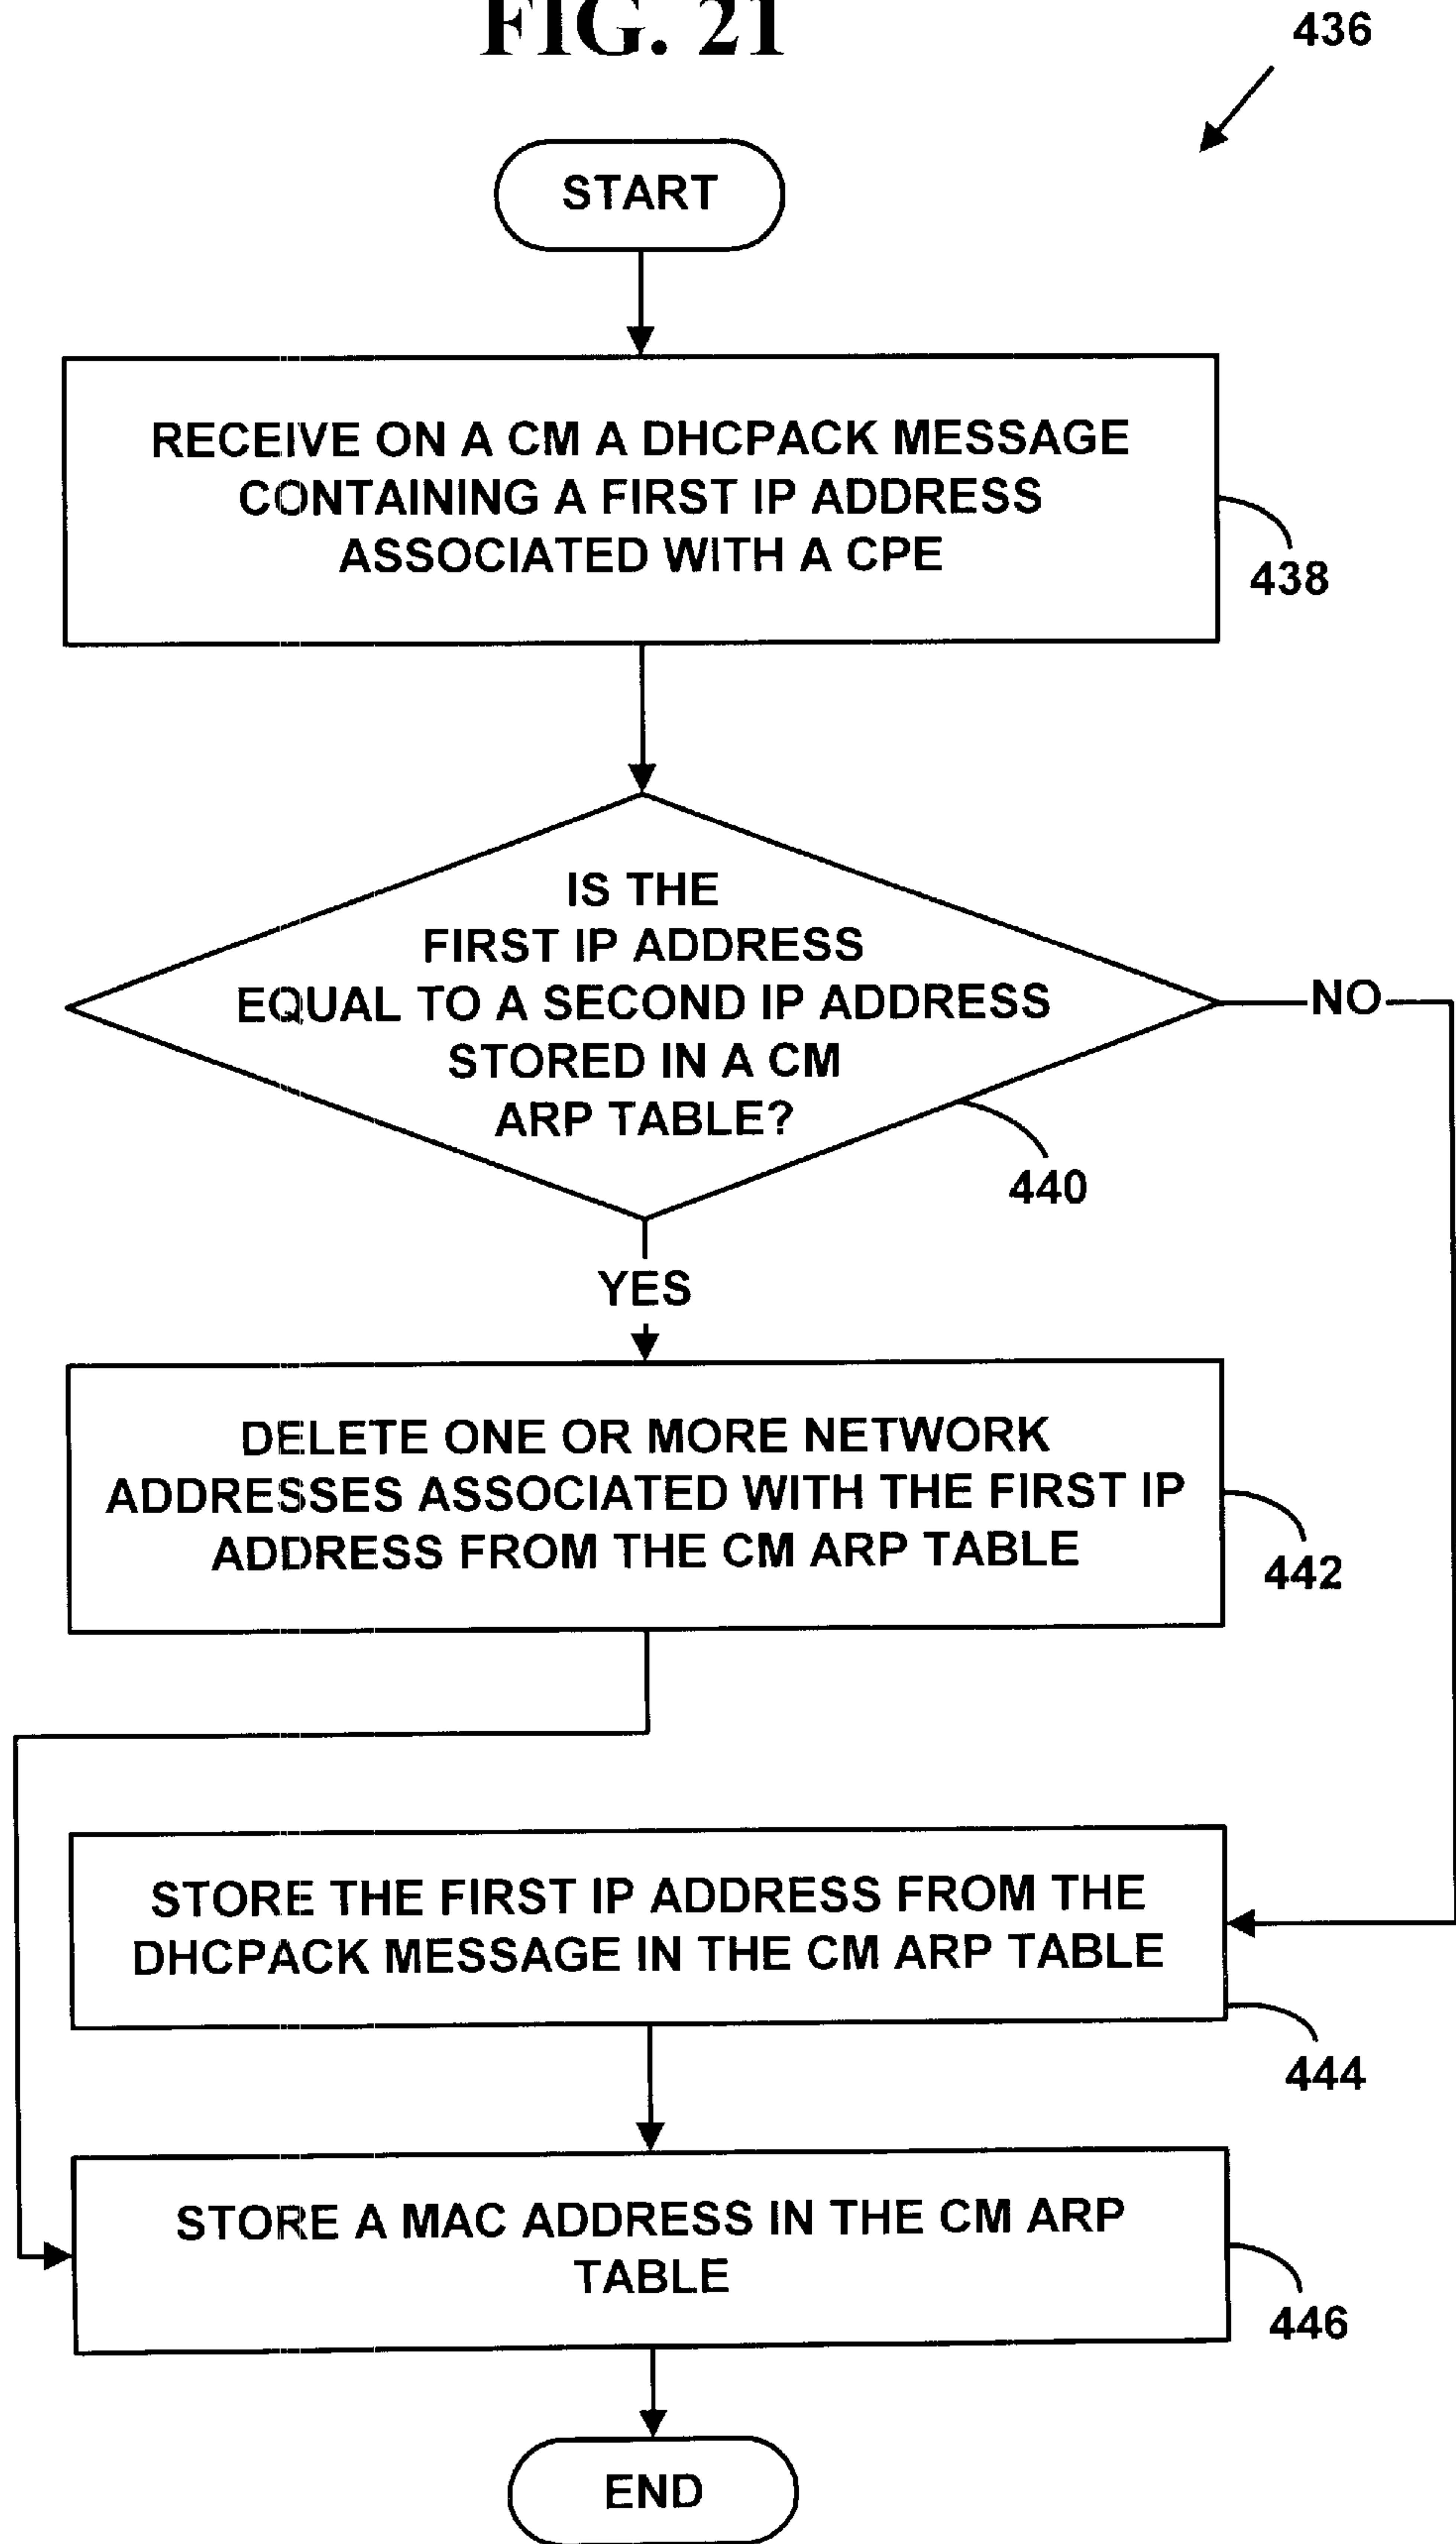 FIG. 21
436
START
RECEIVE ON A CM A DHCPACK MESSAGE
CONTAINING A FIRST IP ADDRESS
ASSOCIATED WITH A CPE
438
IS THE
FIRST IP ADDRESS
EQUAL TO A SECOND IP ADDRESS
STORED IN A CM
ARP TABLE?
NO
440
YES
DELETE ONE OR MORE NETWORK
ADDRESSES ASSOCIATED WITH THE FIRST IP
ADDRESS FROM THE CM ARP TABLE
442
STORE THE FIRST IP ADDRESS FROM THE
DHCPACK MESSAGE IN THE CM ARP TABLE
444
STORE A MAC ADDRESS IN THE CM ARP
TABLE
446
END